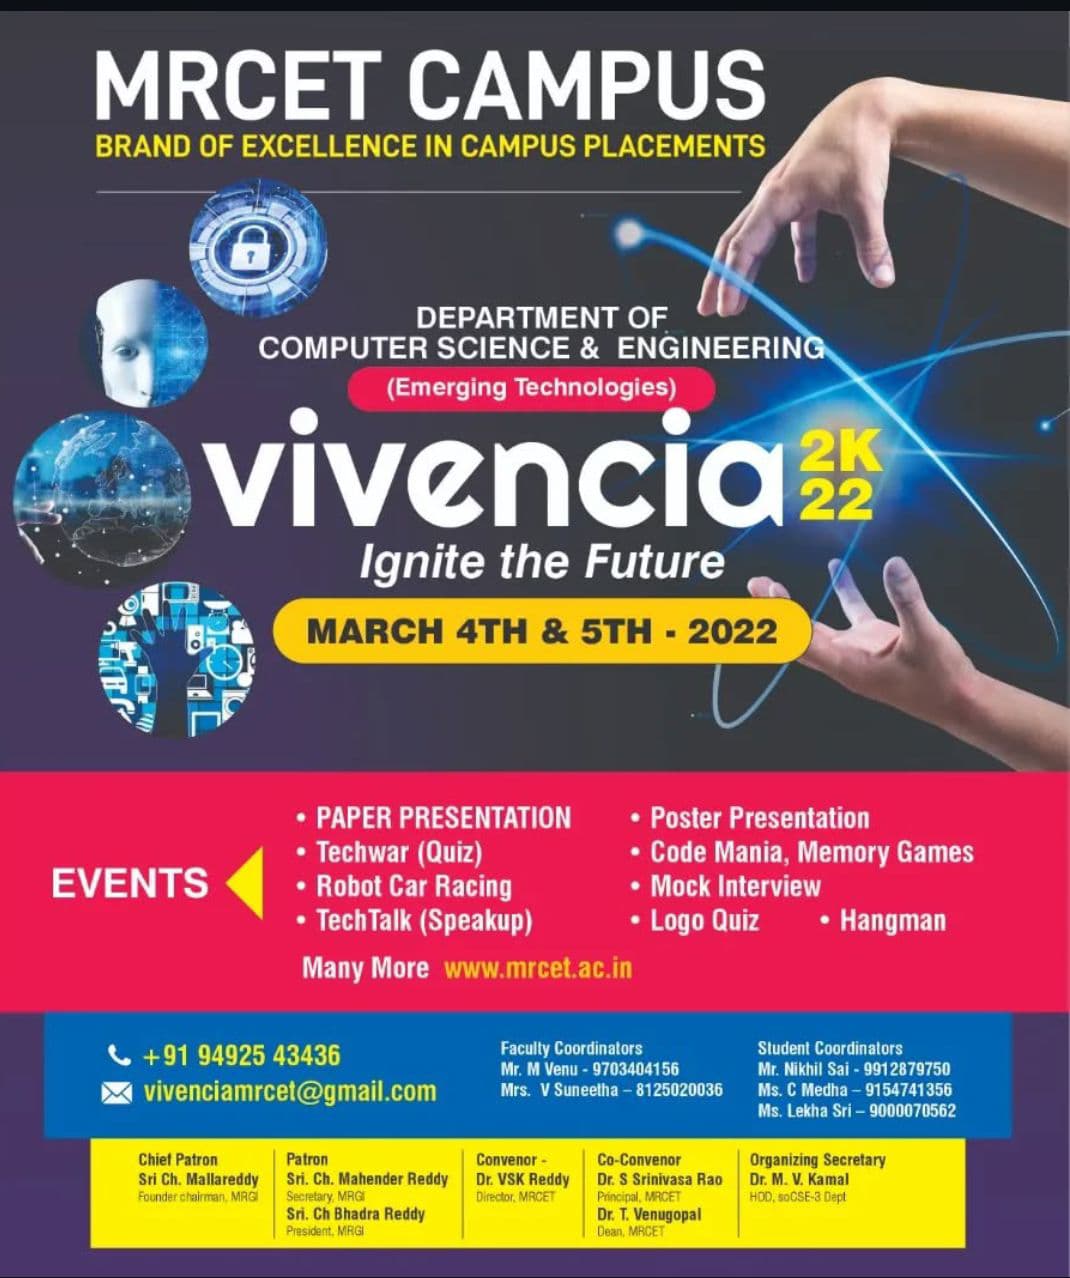 MRCET CAMPUS
BRAND OF EXCELLENCE IN CAMPUS PLACEMENTS
DEPARTMENT OF
COMPUTER SCIENCE & ENGINEERING
(Emerging Technologies)
vivencia 2K
22
Ignite the Future
MARCH 4TH & 5TH - 2022
EVENTS
• PAPER PRESENTATION
• Techwar (Quiz)
• Robot Car Racing
• TechTalk (Speakup)
• Poster Presentation
• Code Mania, Memory Games
• Mock Interview
• Logo Quiz • Hangman
Many More www.mrcet.ac.in
+91 94925 43436
vivenciamrcet@gmail.com
Faculty Coordinators
Mr. M Venu - 9703404156
Mrs. V Suneetha – 8125020036
Student Coordinators
Mr. Nikhil Sai - 9912879750
Ms. C Medha – 9154741356
Ms. Lekha Sri – 9000070562
Chief Patron
Sri Ch. Mallareddy
Founder chairman, MRGI
Patron
Sri. Ch. Mahender Reddy
Secretary, MRGI
Sri. Ch Bhadra Reddy
President, MRGI
Convenor -
Dr. VSK Reddy
Director, MRCET
Co-Convenor
Dr. S Srinivasa Rao
Principal, MRCET
Dr. T. Venugopal
Dean, MRCET
Organizing Secretary
Dr. M. V. Kamal
HOD, soCSE-3 Dept